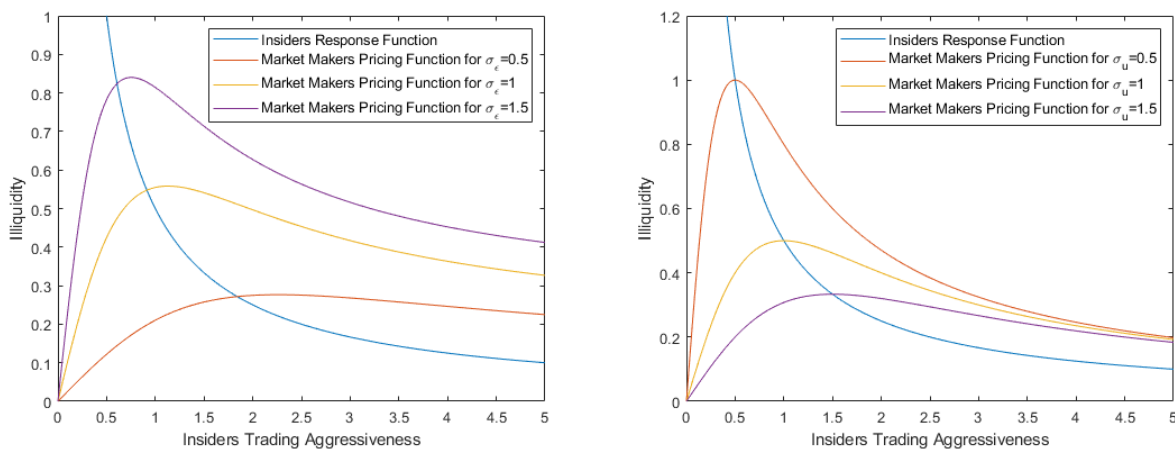 1
0.9
0.8
0.7
0.6
0.5
0.4
0.3
0.2
0.1
0
Illiquidity
Insiders Response Function
Market Makers Pricing Function for σϵ=0.5
Market Makers Pricing Function for σϵ=1
Market Makers Pricing Function for σϵ=1.5
0 0.5 1 1.5 2 2.5 3 3.5 4 4.5 5
Insiders Trading Aggressiveness
1.2
1
0.8
0.6
0.4
0.2
0
Illiquidity
Insiders Response Function
Market Makers Pricing Function for σu=0.5
Market Makers Pricing Function for σu=1
Market Makers Pricing Function for σu=1.5
0 0.5 1 1.5 2 2.5 3 3.5 4 4.5 5
Insiders Trading Aggressiveness